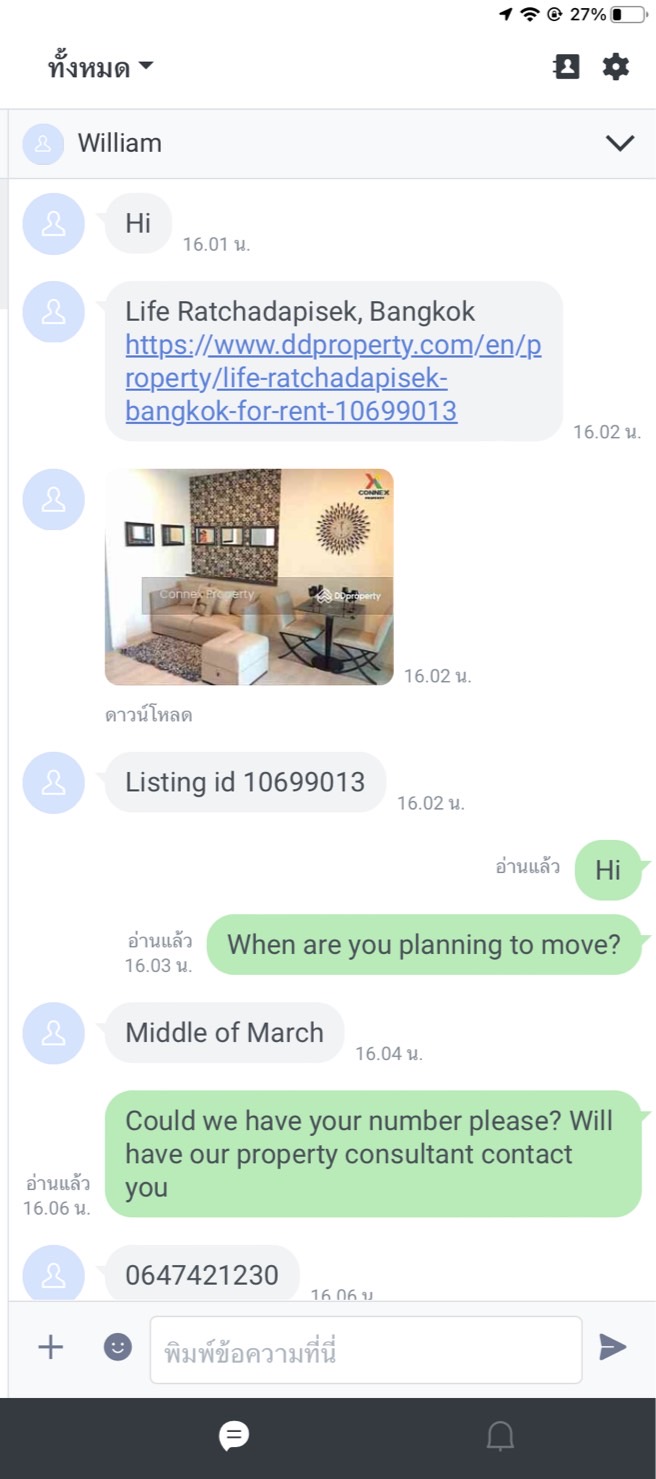 27%
ทั้งหมด
William
Hi
16.01 น.
Life Ratchadapisek, Bangkok
https://www.ddproperty.com/en/p
roperty/life-ratchadapisek-
bangkok-for-rent-10699013
16.02 น.
CONNEX
PROPERTY
Connex Property
DDproperty
16.02 น.
ดาวน์โหลด
Listing id 10699013
16.02 น.
อ่านแล้ว
Hi
อ่านแล้ว
16.03 น.
When are you planning to move?
Middle of March
16.04 น.
Could we have your number please? Will
have our property consultant contact
you
อ่านแล้ว
16.06 น.
0647421230
16.06 น.
พิมพ์ข้อความที่นี่